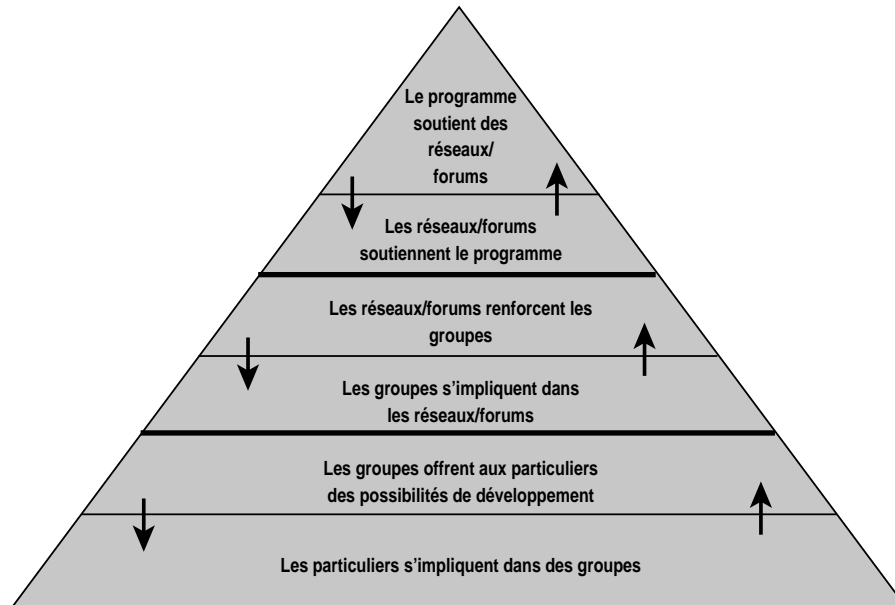 Le programme
soutient des
réseaux/
forums
Les réseaux/forums
soutiennent le programme
Les réseaux/forums renforcent les
groupes
Les groupes s'impliquent dans
les réseaux/forums
Les groupes offrent aux particuliers
des possibilités de développement
Les particuliers s'impliquent dans des groupes